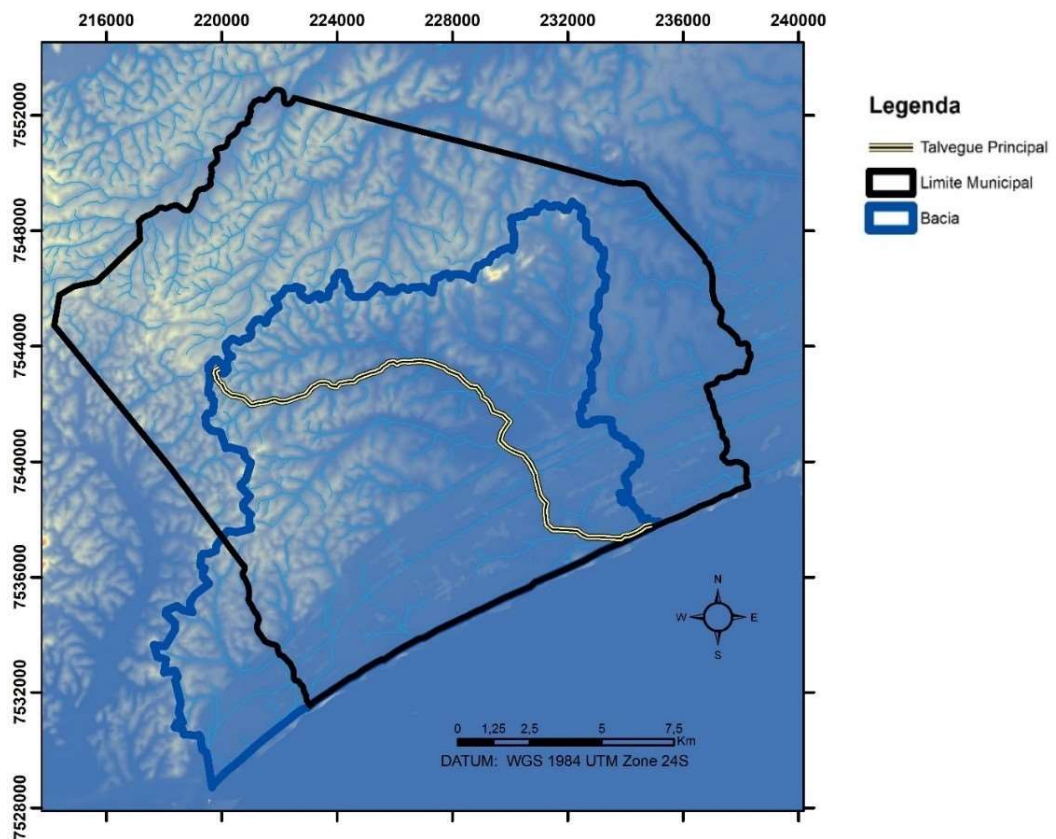 216000 220000 224000 228000 232000 236000 240000
7552000
7548000
7544000
7540000
7536000
7532000
7528000
Legenda
Talvegue Principal
Limite Municipal
Bacia
N
W E
S
0 1,25 2,5 5 7,5
Km
DATUM: WGS 1984 UTM Zone 24S